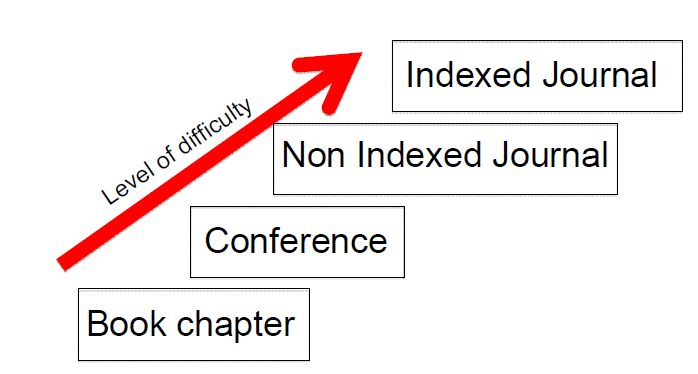 Indexed Journal
Level of difficulty
Non Indexed Journal
Conference
Book chapter